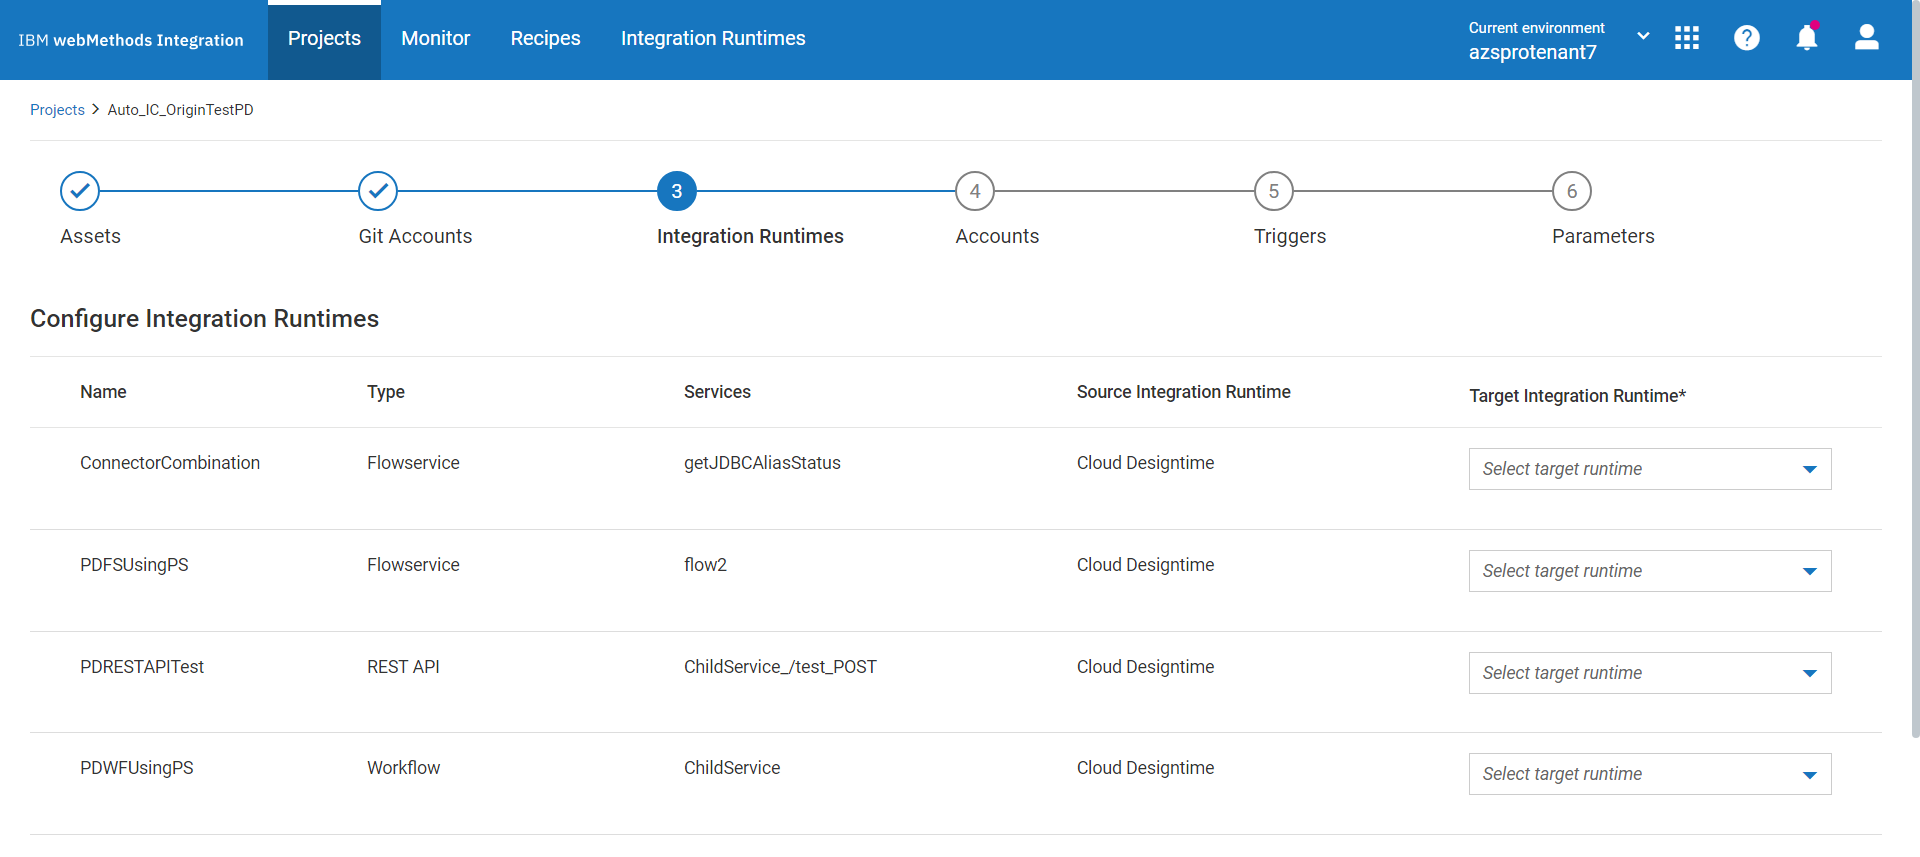 IBM webMethods Integration
Projects
Monitor
Recipes
Integration Runtimes
Current environment
azsprotenant7
?
Projects > Auto_IC_OriginTestPD
3
4
5
6
Assets
Git Accounts
Integration Runtimes
Accounts
Triggers
Parameters
Configure Integration Runtimes
Name Type Services Source Integration Runtime Target Integration Runtime*
ConnectorCombination Flowservice getJDBCAliasStatus Cloud Designtime Select target runtime
PDFSUsingPS Flowservice flow2 Cloud Designtime Select target runtime
PDRESTAPITest REST API ChildService_/test_POST Cloud Designtime Select target runtime
PDWFUsingPS Workflow ChildService Cloud Designtime Select target runtime